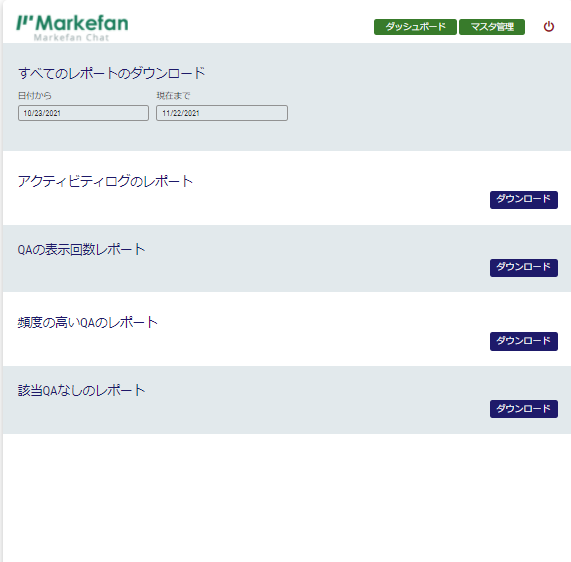 Markefan
Markefan Chat
ダッシュボード マスタ管理
すべてのレポートのダウンロード
日付から 現在まで
10/23/2021 11/22/2021
アクティビティログのレポート
ダウンロード
QAの表示回数レポート
ダウンロード
頻度の高いQAのレポート
ダウンロード
該当QAなしのレポート
ダウンロード